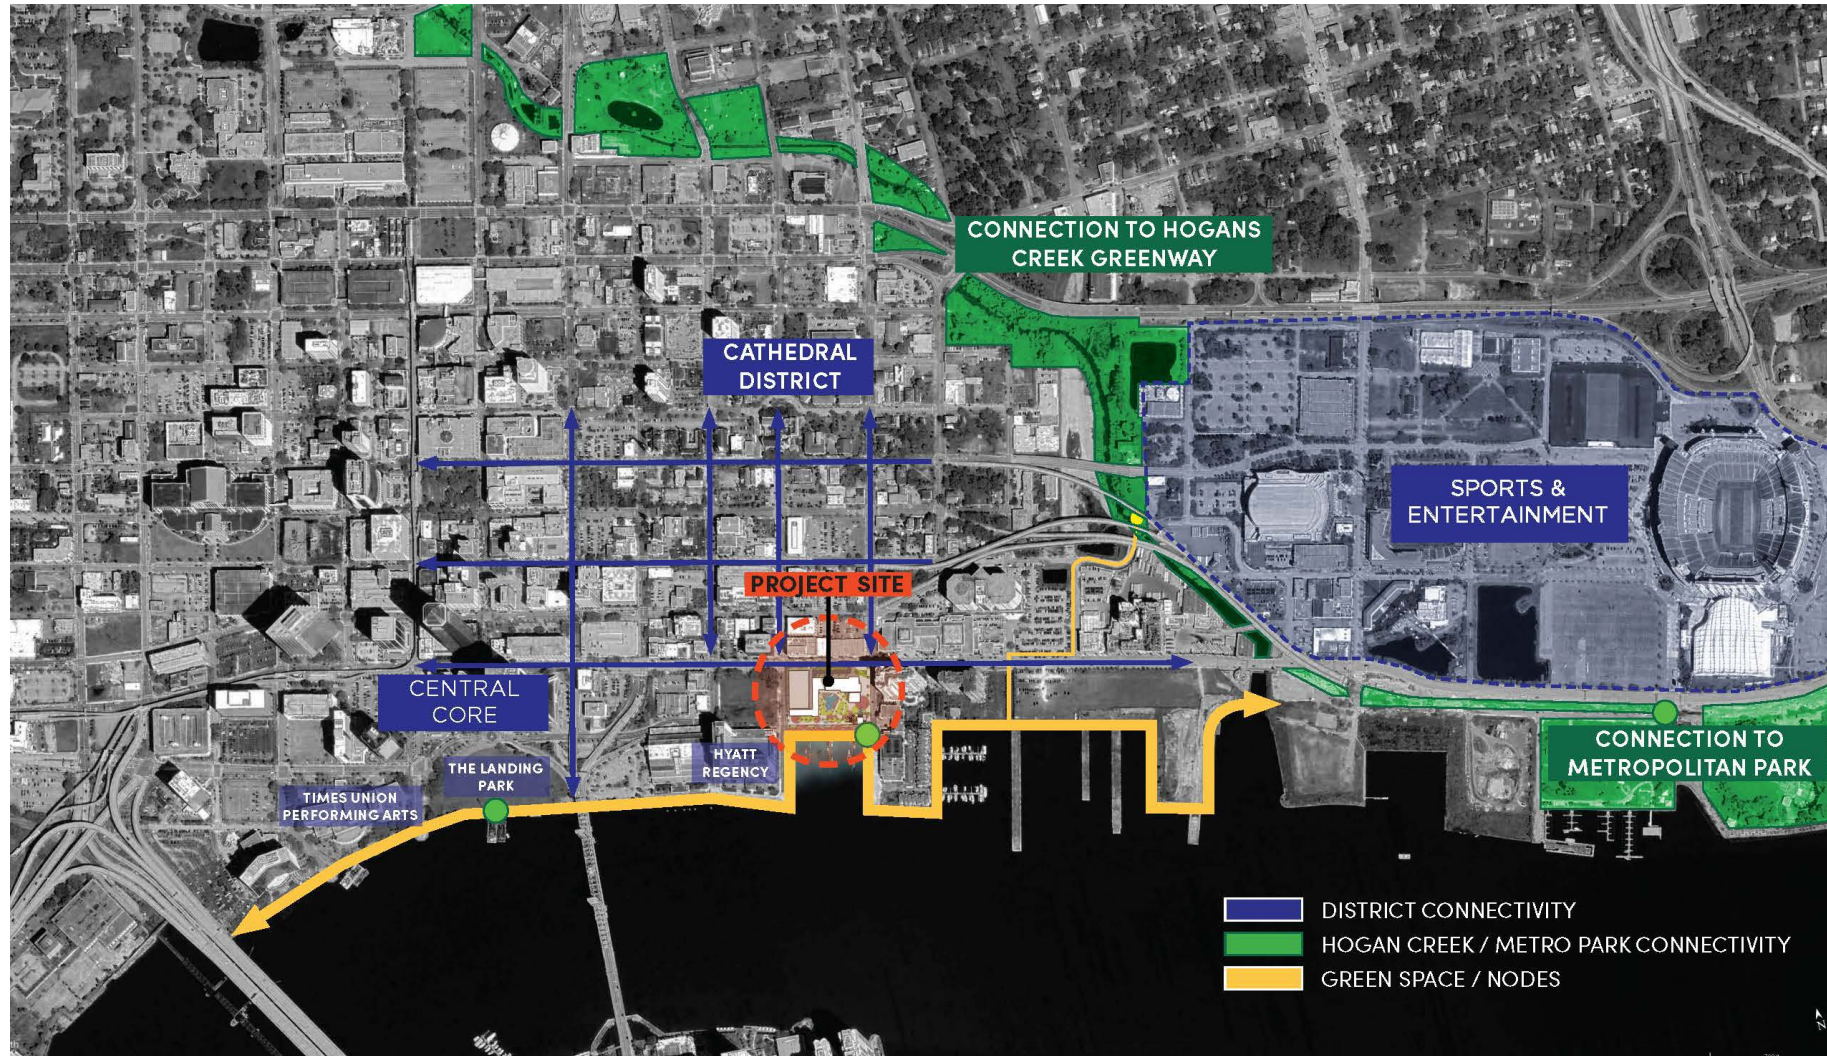 CONNECTION TO HOGANS
CREEK GREENWAY
CATHEDRAL
DISTRICT
SPORTS &
ENTERTAINMENT
PROJECT SITE
CENTRAL
CORE
HYATT
REGENCY
THE LANDING
PARK
TIMES UNION
PERFORMING ARTS
CONNECTION TO
METROPOLITAN PARK
DISTRICT CONNECTIVITY
HOGAN CREEK / METRO PARK CONNECTIVITY
GREEN SPACE / NODES
N